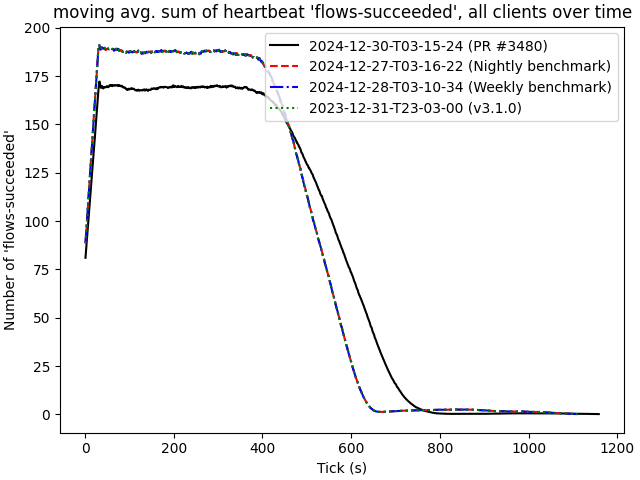 moving avg. sum of heartbeat 'flows-succeeded', all clients over time
200
175
150
125
100
75
50
25
0
Number of 'flows-succeeded'
2024-12-30-T03-15-24 (PR #3480)
2024-12-27-T03-16-22 (Nightly benchmark)
2024-12-28-T03-10-34 (Weekly benchmark)
2023-12-31-T23-03-00 (v3.1.0)
0 200 400 600 800 1000 1200
Tick (s)